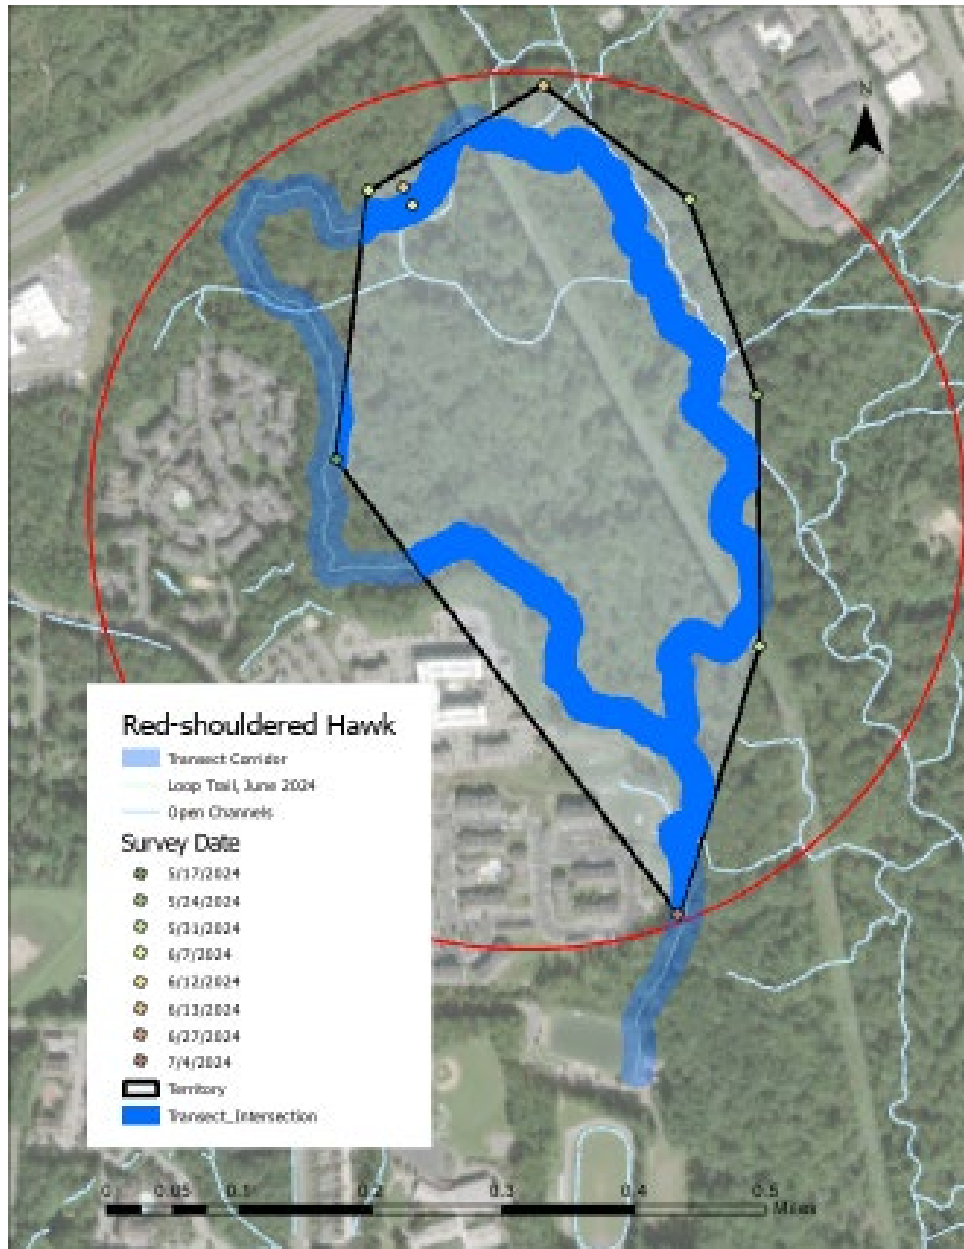 N
Red-shouldered Hawk
Transect Corridor
Loop Trail, June 2024
Open Channels
Survey Date
5/17/2024
5/24/2024
5/31/2024
6/7/2024
6/12/2024
6/13/2024
6/27/2024
7/4/2024
Territory
Transect_Intersection
0 0.05 0.1 0.2 0.3 0.4 0.5
Miles